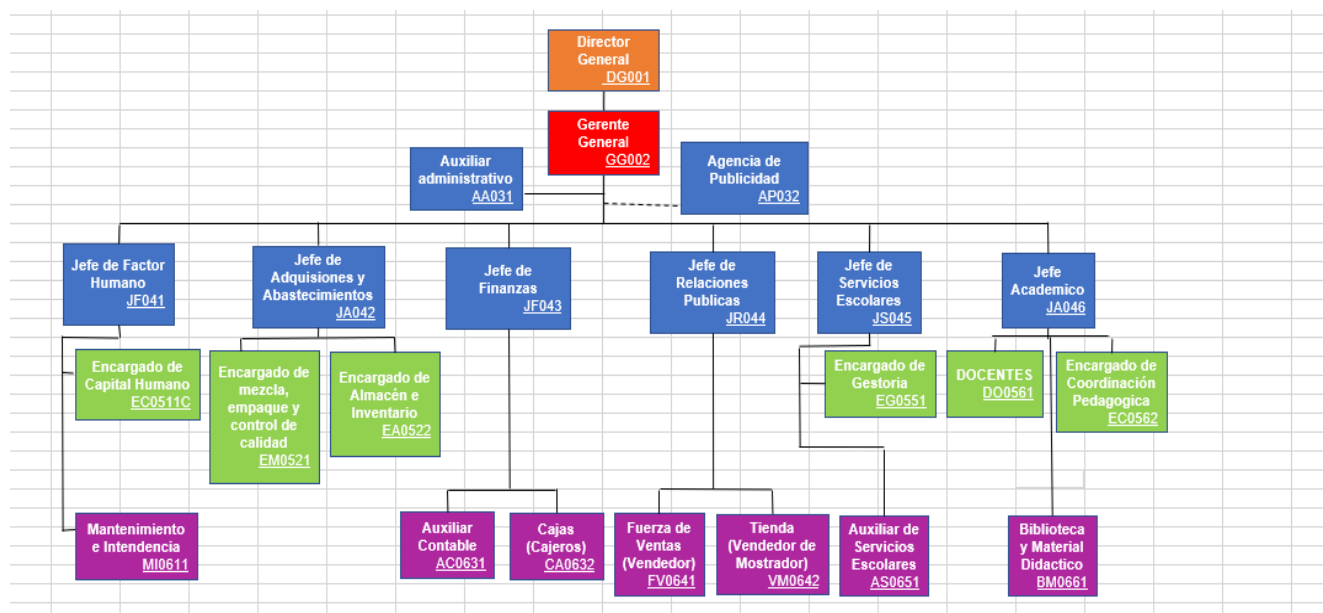 Director
General
DG001
Gerente
General
GG002
Auxiliar
administrativo
AA031
Agencia de
Publicidad
AP032
Jefe de Factor
Humano
JF041
Jefe de
Adquisiones y
Abastecimientos
JA042
Jefe de
Finanzas
JF043
Jefe de
Relaciones
Publicas
JR044
Jefe de
Servicios
Escolares
JS045
Jefe
Academico
JA046
Encargado de
Capital Humano
EC0511C
Encargado de
mezcla,
empaque y
control de
calidad
EM0521
Encargado de
Almacén e
Inventario
EA0522
Encargado de
Gestoria
EG0551
DOCENTES
DO0561
Encargado de
Coordinación
Pedagogica
EC0562
Mantenimiento
e Intendencia
MI0611
Auxiliar
Contable
AC0631
Cajas
(Cajeros)
CA0632
Fuerza de
Ventas
(Vendedor)
FV0641
Tienda
(Vendedor de
Mostrador)
VM0642
Auxiliar de
Servicios
Escolares
AS0651
Biblioteca
y Material
Didactico
BM0661